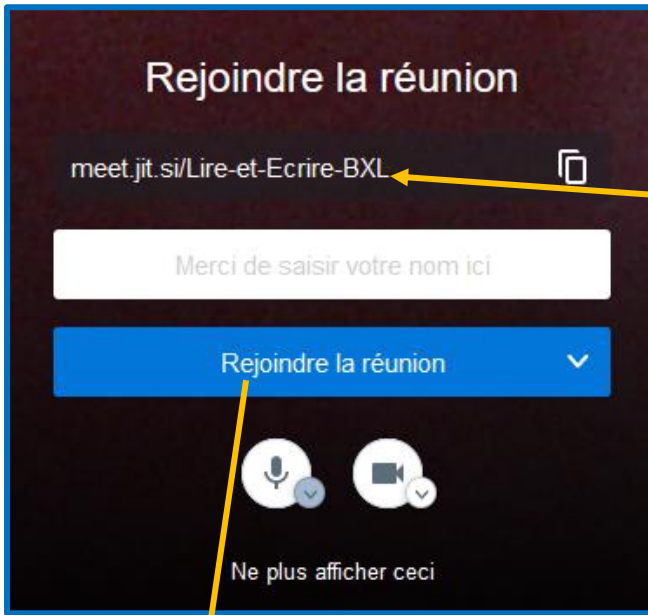 Rejoindre la réunion
meet.jit.si/Lire-et-Ecrire-BXL
Merci de saisir votre nom ici
Rejoindre la réunion
Ne plus afficher ceci